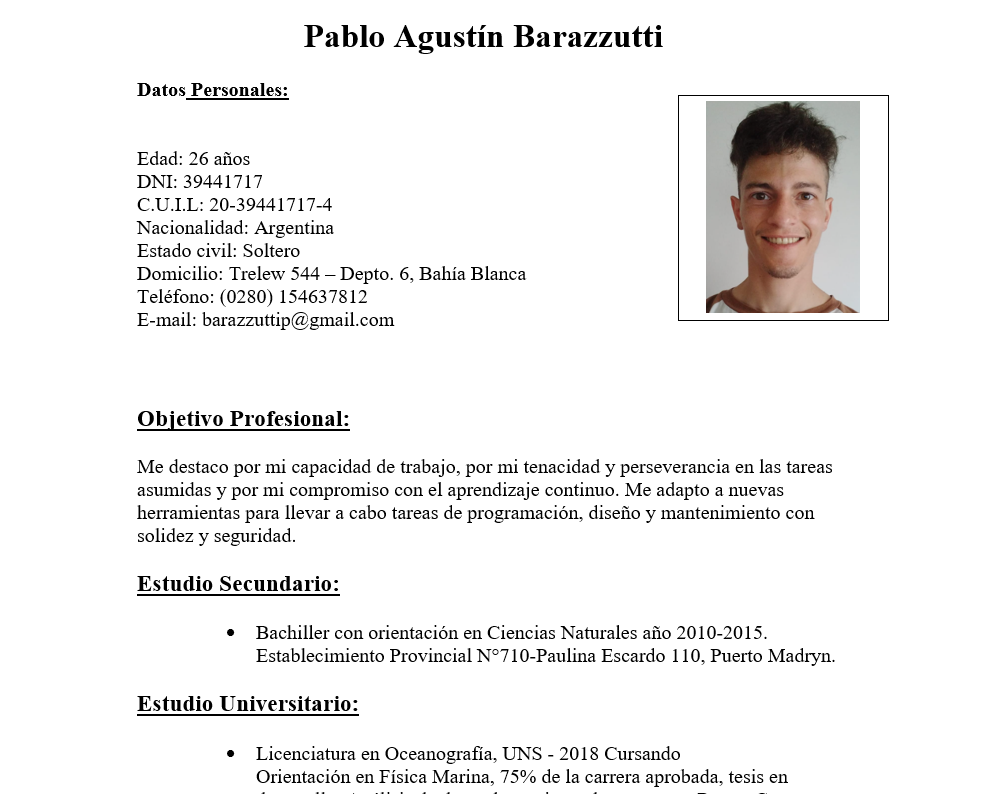 Pablo Agustín Barazzutti
Datos Personales:
Edad: 26 años
DNI: 39441717
C.U.I.L: 20-39441717-4
Nacionalidad: Argentina
Estado civil: Soltero
Domicilio: Trelew 544 – Depto. 6, Bahía Blanca
Teléfono: (0280) 154637812
E-mail: barazzuttip@gmail.com
Objetivo Profesional:
Me destaco por mi capacidad de trabajo, por mi tenacidad y perseverancia en las tareas
asumidas y por mi compromiso con el aprendizaje continuo. Me adapto a nuevas
herramientas para llevar a cabo tareas de programación, diseño y mantenimiento con
solidez y seguridad.
Estudio Secundario:
• Bachiller con orientación en Ciencias Naturales año 2010-2015.
Establecimiento Provincial N°710-Paulina Escardo 110, Puerto Madryn.
Estudio Universitario:
• Licenciatura en Oceanografía, UNS - 2018 Cursando
Orientación en Física Marina, 75% de la carrera aprobada, tesis en